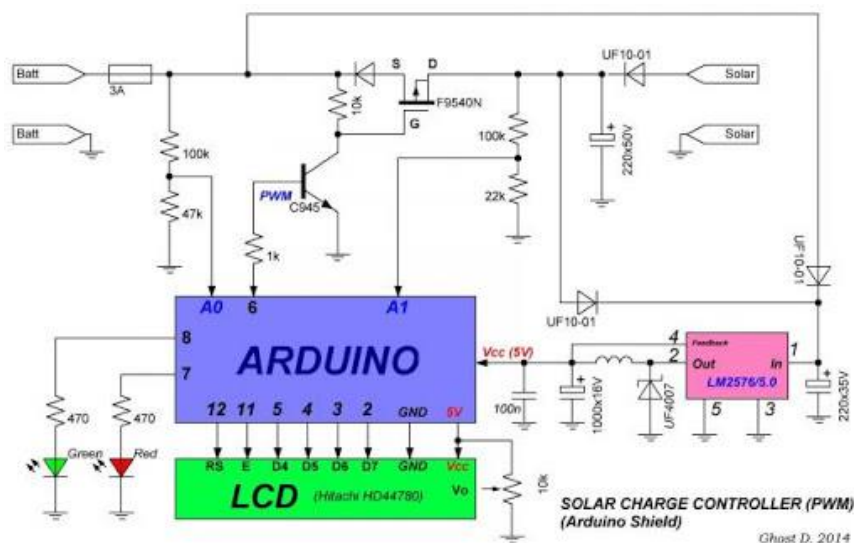 Batt
3A
S
D
F9540N
G
UF10-01
Solar
Batt
Solar
10k
100k
47k
PWM
C945
1k
100k
22k
220x50V
UF10-01
UF10-01
A0
6
A1
8
7
ARDUINO
Vcc (5V)
4
Feedback
2
Out
In
1
LM2576/5.0
5
3
470
470
100n
1000x16V
UF4007
220x35V
12
11
5
4
3
2
GND
5V
Green
Red
RS
E
D4
D5
D6
D7
GND
Vcc
LCD
(Hitachi HD44780)
Vo
10k
SOLAR CHARGE CONTROLLER (PWM)
(Arduino Shield)
Ghost D, 2014